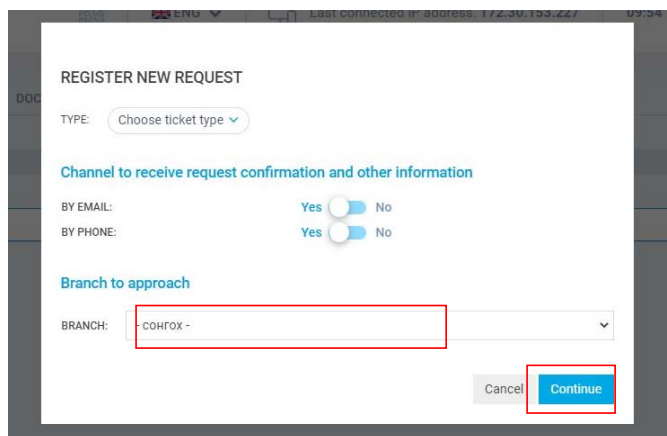 ENG Last connected IP address: 172.30.153.227 09:54
REGISTER NEW REQUEST
DOC
TYPE: Choose ticket type
Channel to receive request confirmation and other information
BY EMAIL: Yes No
BY PHONE: Yes No
Branch to approach
BRANCH: - сонгох -
Cancel Continue